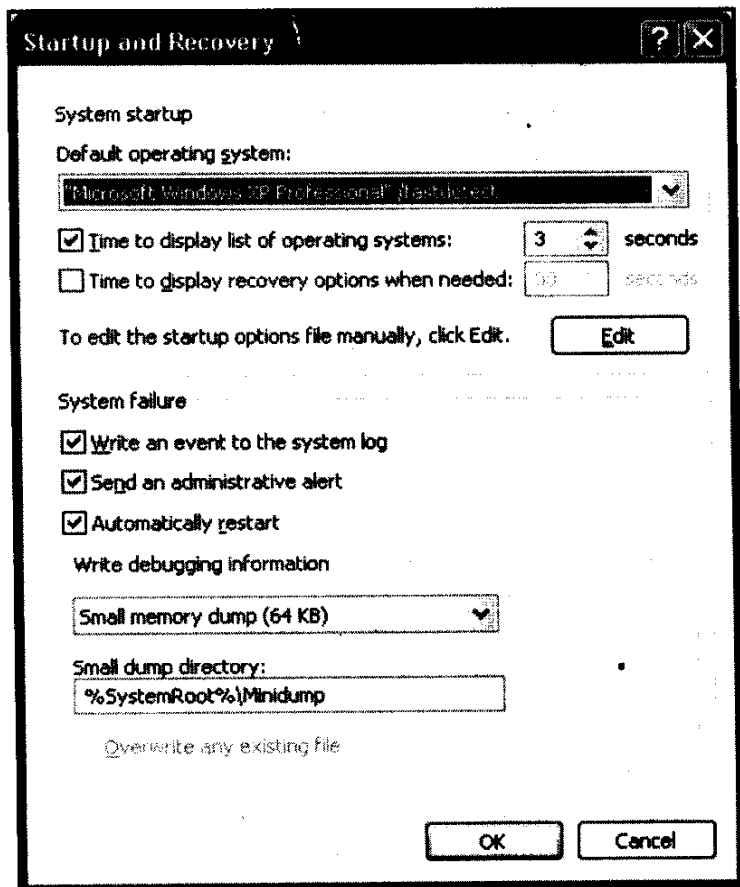 Startup and Recovery
System startup
Default operating system:
"Microsoft Windows XP Professional" /fastdetect
Time to display list of operating systems: 3 seconds
Time to display recovery options when needed: 30 seconds
To edit the startup options file manually, click Edit. Edit
System failure
Write an event to the system log
Send an administrative alert
Automatically restart
Write debugging information
Small memory dump (64 KB)
Small dump directory:
%SystemRoot%\Minidump
Overwrite any existing file
OK Cancel